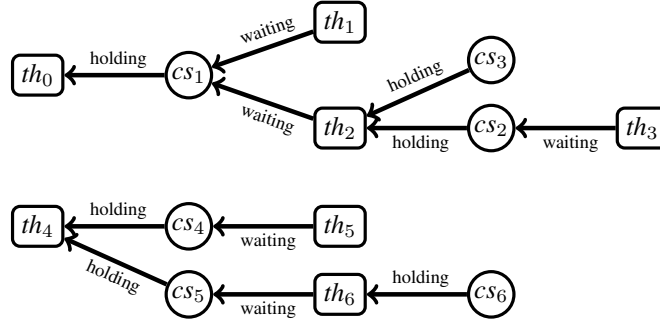 th1
waiting
cs3
holding
th0
holding
cs1
waiting
th2
holding
cs2
waiting
th3
th4
holding
cs4
waiting
th5
holding
cs5
waiting
th6
holding
cs6